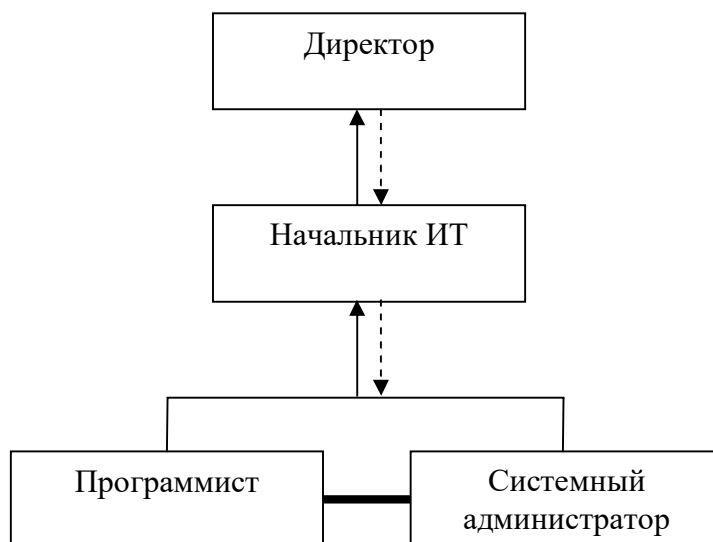 Директор
Начальник ИТ
Программист
Системный
администратор